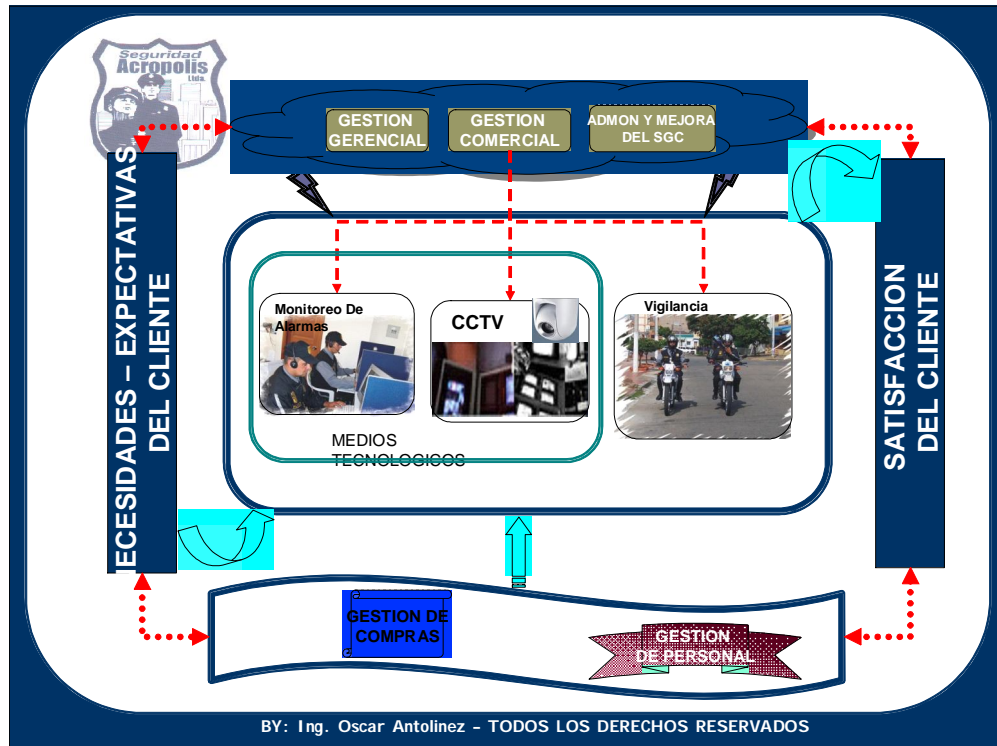 Seguridad
Acropolis
Ltda.
GESTION
GERENCIAL
GESTION
COMERCIAL
ADMON Y MEJORA
DEL SGC
ECESIDADES – EXPECTATIVAS
DEL CLIENTE
Monitoreo De
Alarmas
CCTV
Vigilancia
MEDIOS
TECNOLOGICOS
SATISFACCION
DEL CLIENTE
GESTION DE
COMPRAS
GESTION
DE PERSONAL
BY: Ing. Oscar Antolinez – TODOS LOS DERECHOS RESERVADOS